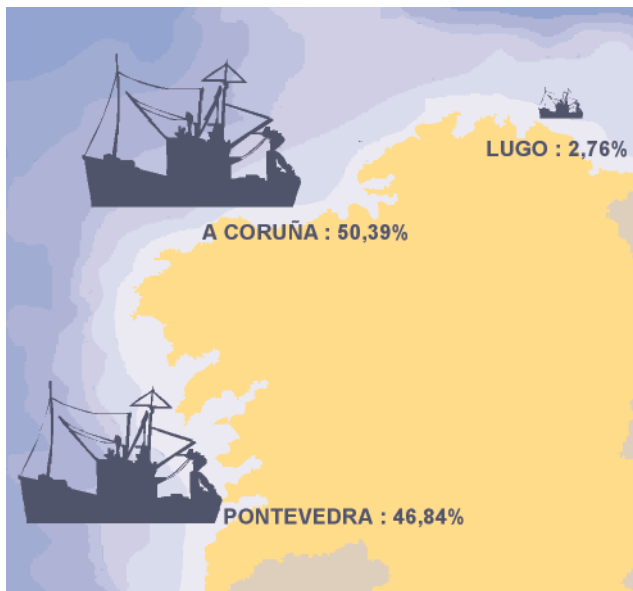 LUGO : 2,76%
A CORUÑA : 50,39%
PONTEVEDRA : 46,84%